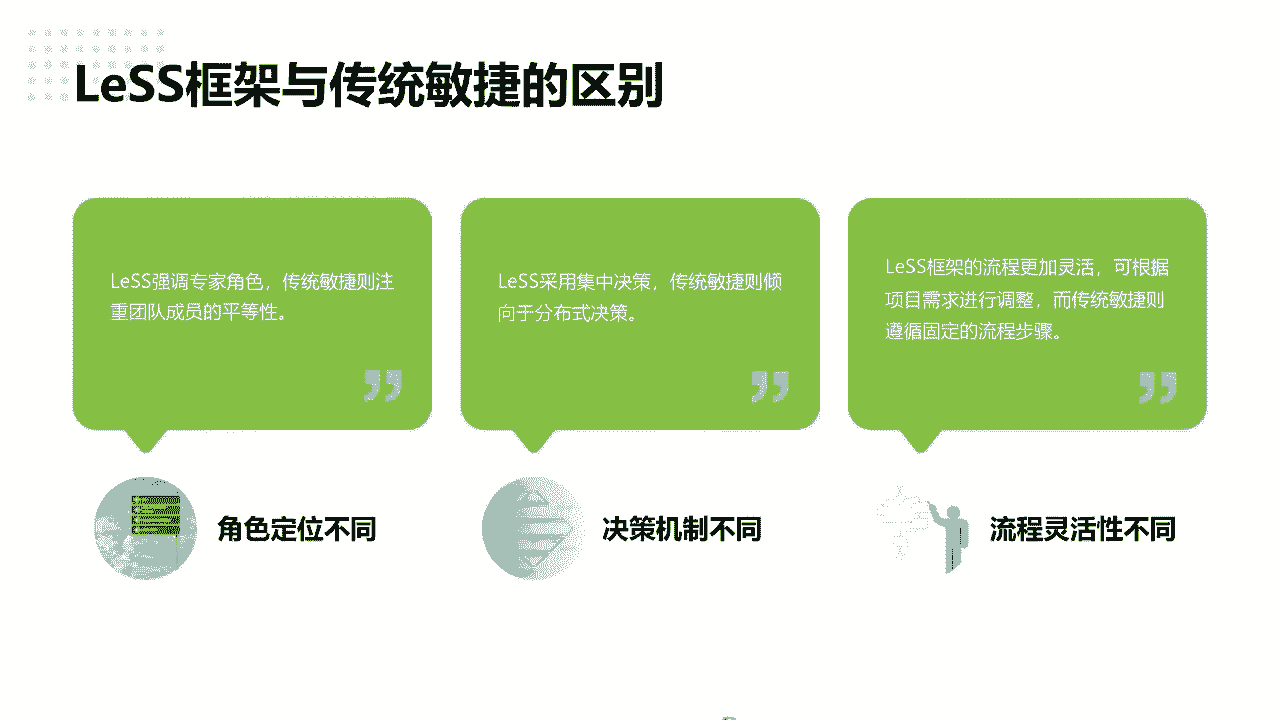 LeSS框架与传统敏捷的区别
LeSS强调专家角色，传统敏捷则注
重团队成员的平等性。
LeSS采用集中决策，传统敏捷则倾
向于分布式决策。
LeSS框架的流程更加灵活，可根据
项目需求进行调整，而传统敏捷则
遵循固定的流程步骤。
角色定位不同
决策机制不同
流程灵活性不同